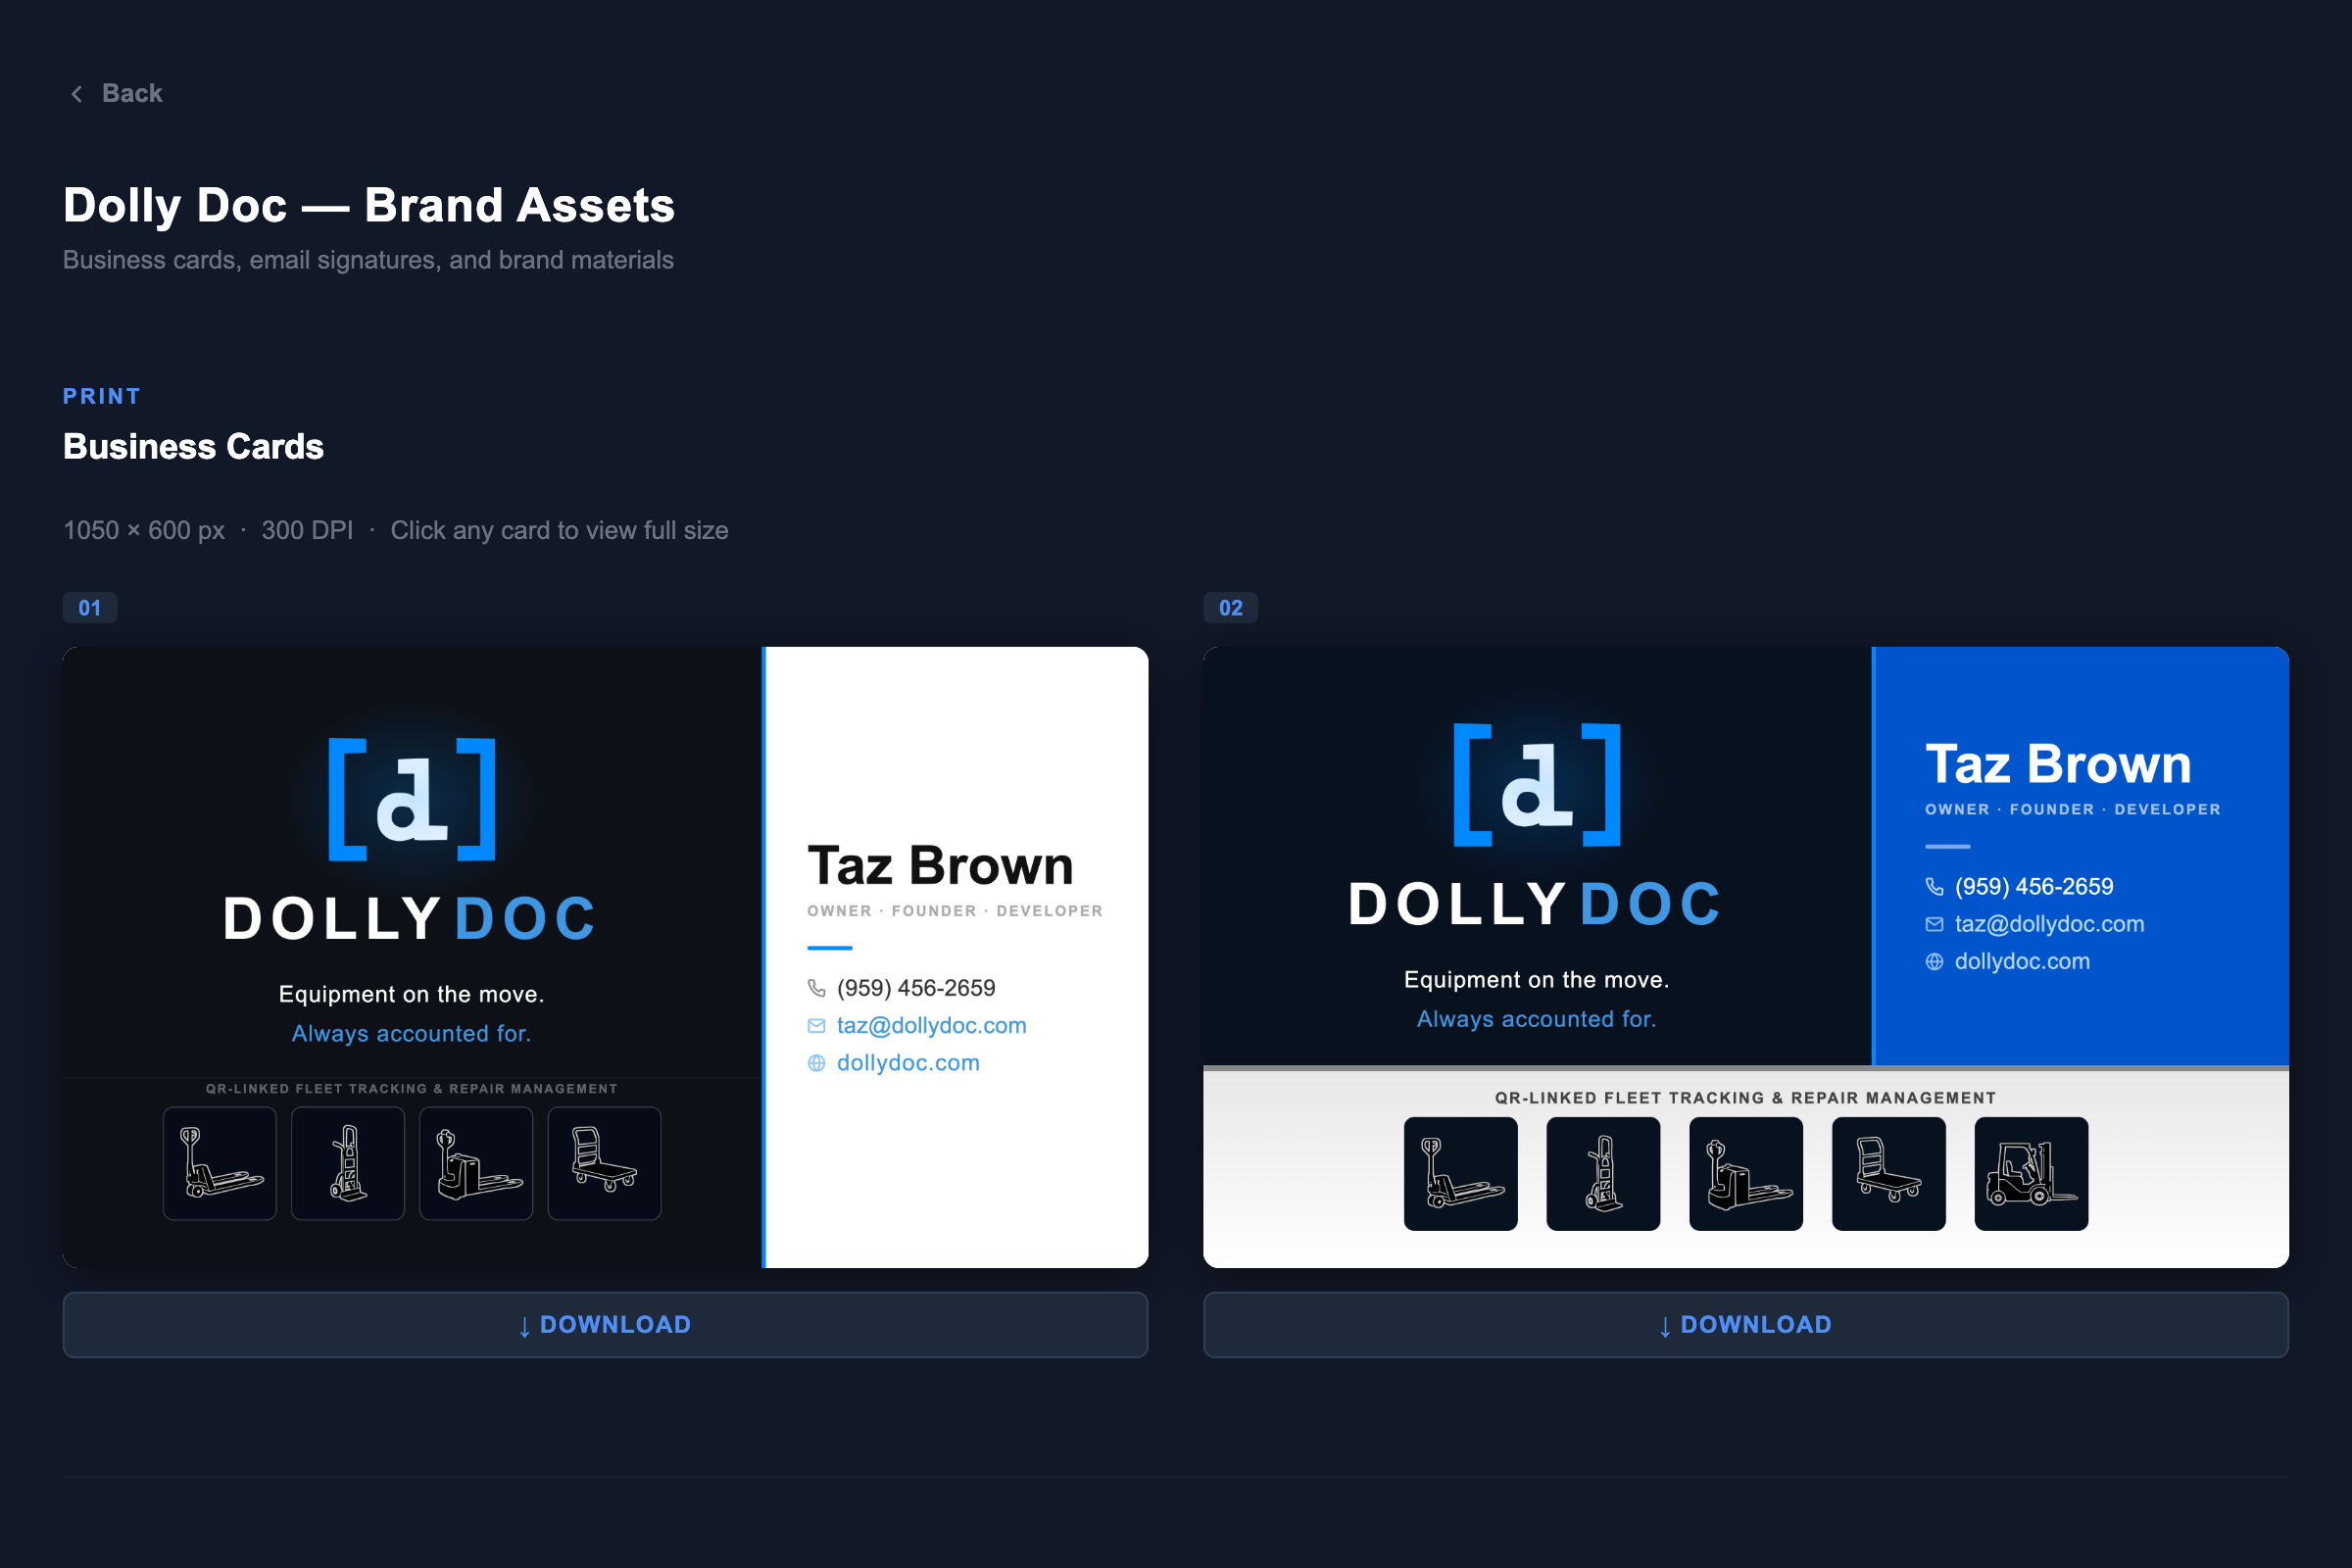 Back
Dolly Doc — Brand Assets
Business cards, email signatures, and brand materials
PRINT
Business Cards
1050 × 600 px · 300 DPI · Click any card to view full size
01
[d]
DOLLY DOC
Equipment on the move.
Always accounted for.
QR-LINKED FLEET TRACKING & REPAIR MANAGEMENT
Taz Brown
OWNER · FOUNDER · DEVELOPER
(959) 456-2659
taz@dollydoc.com
dollydoc.com
↓ DOWNLOAD
02
[d]
DOLLY DOC
Equipment on the move.
Always accounted for.
Taz Brown
OWNER · FOUNDER · DEVELOPER
(959) 456-2659
taz@dollydoc.com
dollydoc.com
QR-LINKED FLEET TRACKING & REPAIR MANAGEMENT
↓ DOWNLOAD